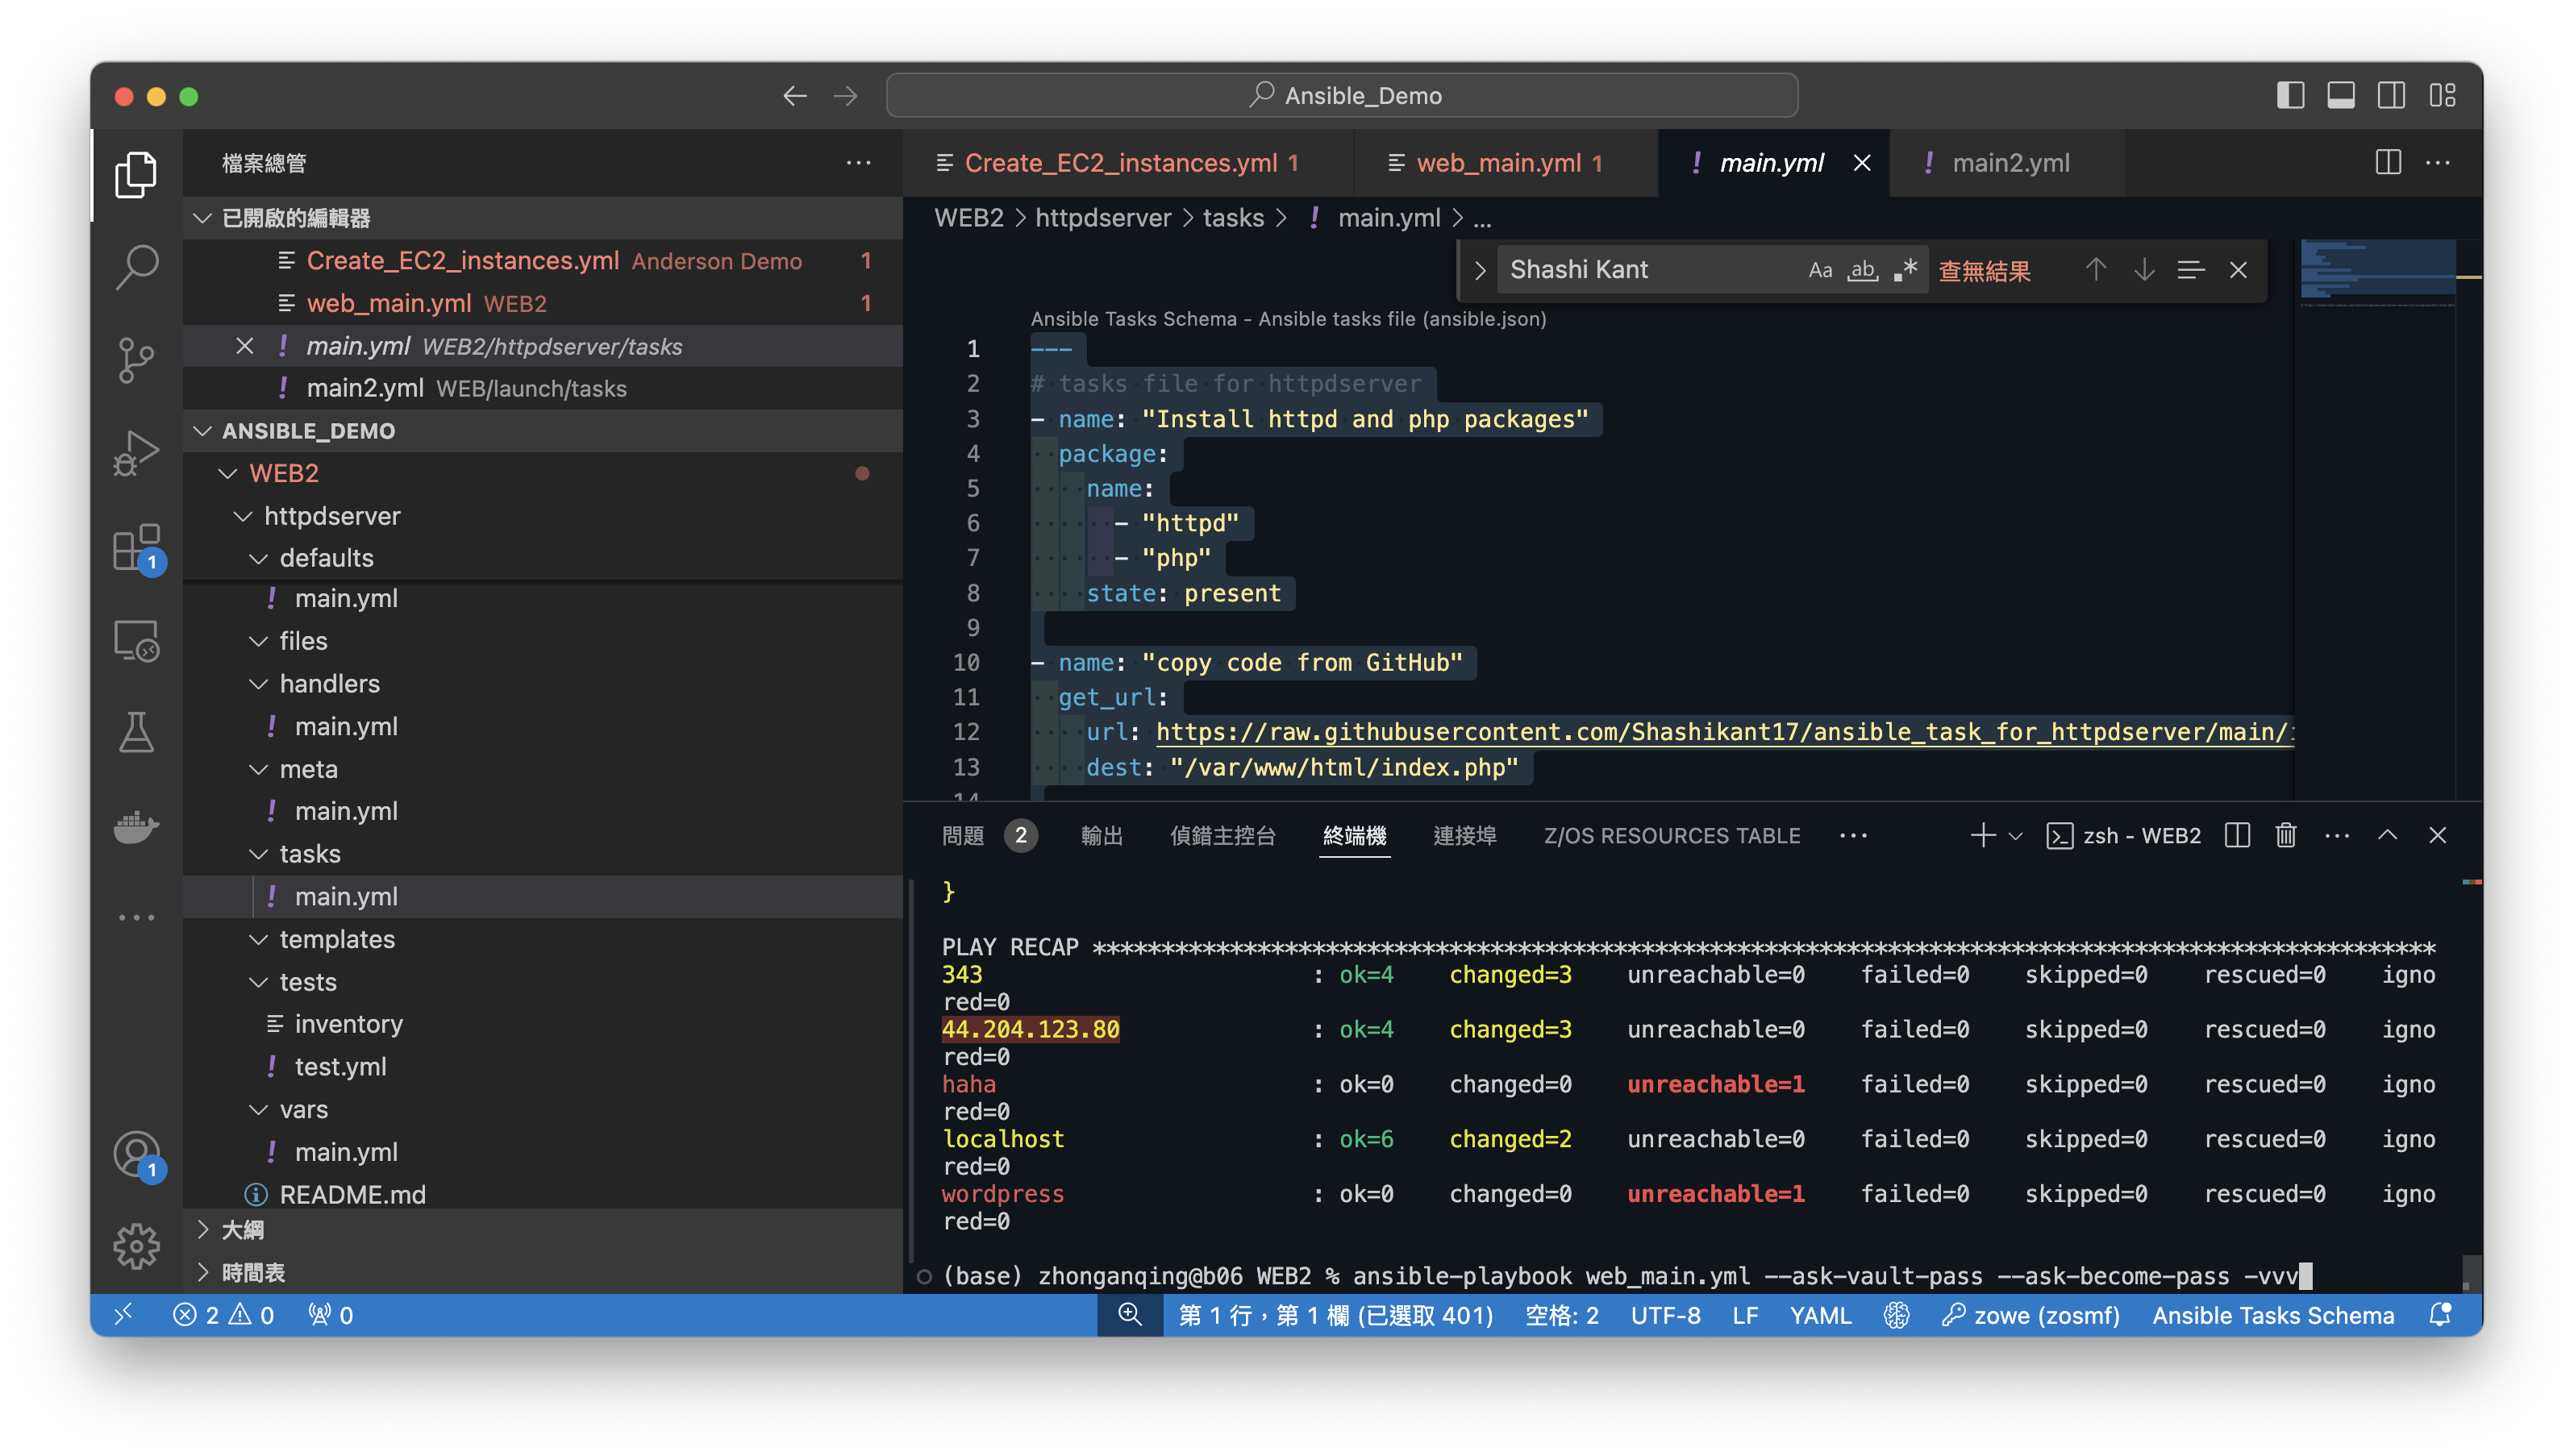 Ansible_Demo
檔案總管
已開啟的編輯器
Create_EC2_instances.yml Anderson Demo 1
web_main.yml WEB2 1
main.yml WEB2/httpdserver/tasks
main2.yml WEB/launch/tasks
ANSIBLE_DEMO
WEB2
httpdserver
defaults
main.yml
files
handlers
main.yml
meta
main.yml
tasks
main.yml
templates
tests
inventory
test.yml
vars
main.yml
README.md
大綱
時間表
1
1
Create_EC2_instances.yml 1
web_main.yml 1
main.yml
main2.yml
WEB2 > httpdserver > tasks > ! main.yml > ...
Shashi Kant Aa ab 查無結果
Ansible Tasks Schema - Ansible tasks file (ansible.json)
1 ---
2 # tasks file for httpdserver
3 - name: "Install httpd and php packages"
4 package:
5 name:
6 - "httpd"
7 - "php"
8 state: present
9
10 - name: "copy code from GitHub"
11 get_url:
12 url: https://raw.githubusercontent.com/Shashikant17/ansible_task_for_httpdserver/main/
13 dest: "/var/www/html/index.php"
14
問題 2 輸出 偵錯主控台 終端機 連接埠 Z/OS RESOURCES TABLE zsh - WEB2
}
PLAY RECAP **************************************************************************************************
343 : ok=4 changed=3 unreachable=0 failed=0 skipped=0 rescued=0 igno
red=0
44.204.123.80 : ok=4 changed=3 unreachable=0 failed=0 skipped=0 rescued=0 igno
red=0
haha : ok=0 changed=0 unreachable=1 failed=0 skipped=0 rescued=0 igno
red=0
localhost : ok=6 changed=2 unreachable=0 failed=0 skipped=0 rescued=0 igno
red=0
wordpress : ok=0 changed=0 unreachable=1 failed=0 skipped=0 rescued=0 igno
red=0
(base) zhonganqing@b06 WEB2 % ansible-playbook web_main.yml --ask-vault-pass --ask-become-pass -vvv
2 0 0 第 1 行，第 1 欄 (已選取 401) 空格: 2 UTF-8 LF YAML zowe (zosmf) Ansible Tasks Schema